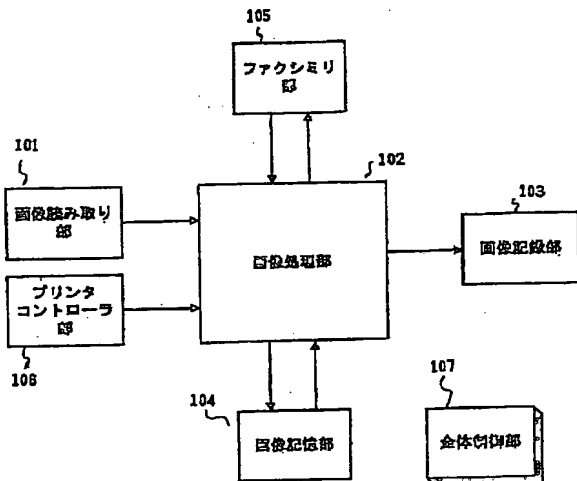 105
ファクシミリ
部
101
102
画像読み取り
部
103
画像処理部
画像記録部
プリンタ
コントローラ
部
108
107
104
画像記憶部
全体制御部